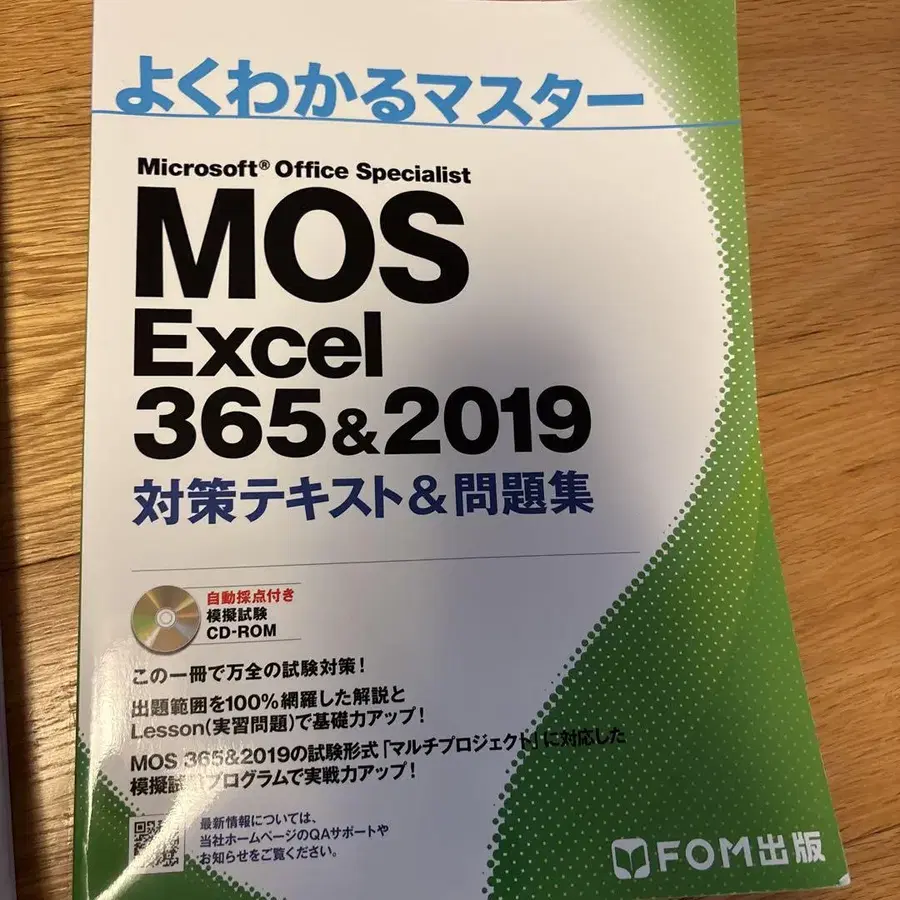 よくわかるマスター
Microsoft® Office Specialist
MOS
Excel
365&2019
対策テキスト&問題集
自動採点付き
模擬試験
CD-ROM
この一冊で万全の試験対策！
出題範囲を100%網羅した解説と
Lesson(実習問題)で基礎力アップ！
MOS 365&2019の試験形式「マルチプロジェクト」に対応した
模擬試験プログラムで実戦力アップ！
最新情報については、
当社ホームページのQAサポートや
お知らせをご覧ください。
FOM出版